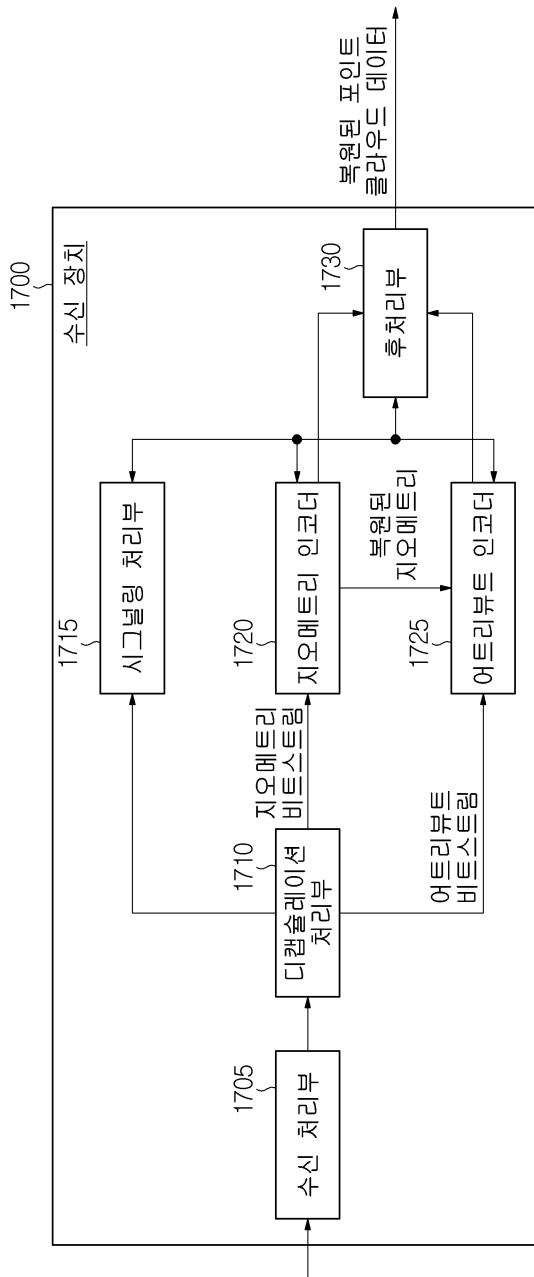 1700
수신 장치
1705
수신 처리부
1710
디캡슐레이션
처리부
1715
시그널링 처리부
지오메트리
비트스트림
1720
지오메트리 인코더
복원된
지오메트리
어트리뷰트
비트스트림
1725
어트리뷰트 인코더
1730
후처리부
복원된 포인트
클라우드 데이터